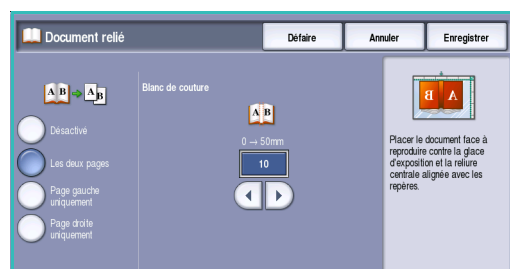 Document relié
Défaire
Annuler
Enregistrer
A B A B
Désactivé
Les deux pages
Page gauche
uniquement
Page droite
uniquement
Blanc de couture
A B
0 → 50mm
10
B A
Placer le document face à
reproduire contre la glace
d'exposition et la reliure
centrale alignée avec les
repères.